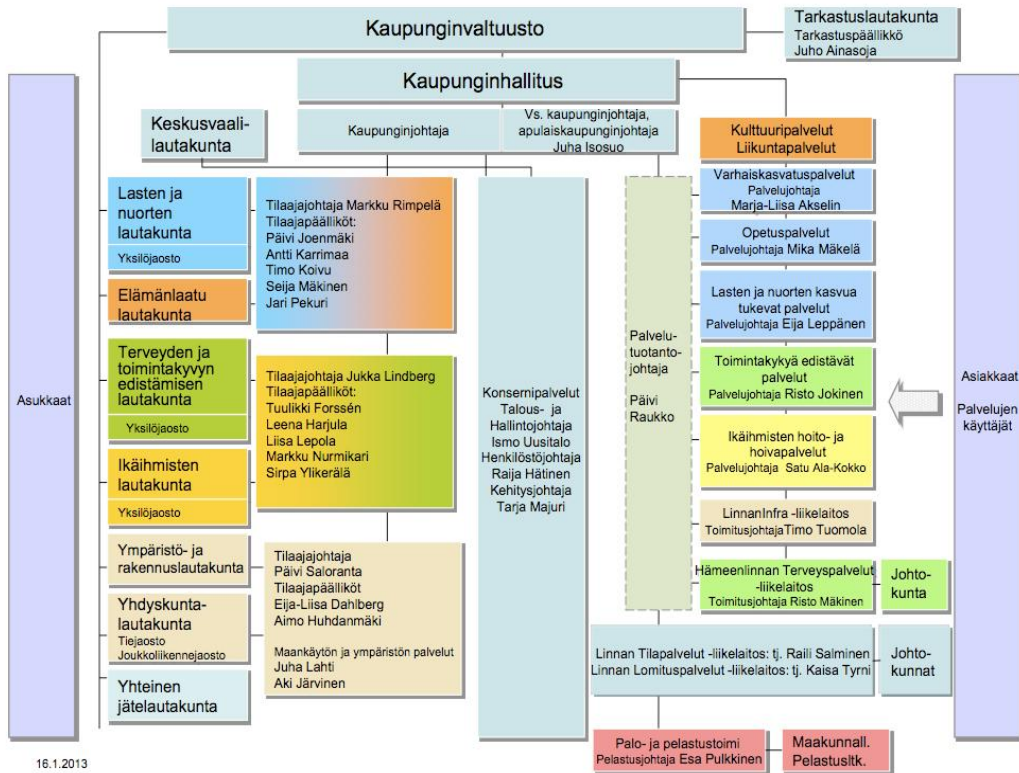 Kaupunginvaltuusto
Tarkastuslautakunta
Tarkastuspäällikkö
Juho Ainasoja
Kaupunginhallitus
Keskusvaali-
lautakunta
Kaupunginjohtaja
Vs. kaupunginjohtaja,
apulaiskaupunginjohtaja
Juha Isosuo
Kulttuuripalvelut
Liikuntapalvelut
Asukkaat
Lasten ja
nuorten
lautakunta
Yksilöjaosto
Elämänlaatu
lautakunta
Terveyden ja
toimintakyvyn
edistämisen
lautakunta
Yksilöjaosto
Ikäihmisten
lautakunta
Yksilöjaosto
Ympäristö- ja
rakennuslautakunta
Yhdyskunta-
lautakunta
Tiejaosto
Joukkoliikennejaosto
Yhteinen
jätelautakunta
Tilaajajohtaja Markku Rimpelä
Tilaajapäälliköt:
Päivi Joenmäki
Antti Karrimaa
Timo Koivu
Seija Mäkinen
Jari Pekuri
Tilaajajohtaja Jukka Lindberg
Tilaajapäälliköt:
Tuulikki Forssén
Leena Harjula
Liisa Lepola
Markku Nurmikari
Sirpa Ylikerälä
Tilaajajohtaja
Päivi Saloranta
Tilaajapäälliköt
Eija-Liisa Dahlberg
Aimo Huhdanmäki
Maankäytön ja ympäristön palvelut
Juha Lahti
Aki Järvinen
Konsernipalvelut
Talous- ja
Hallintojohtaja
Ismo Uusitalo
Henkilöstöjohtaja
Raija Hätinen
Kehitysjohtaja
Tarja Majuri
Palvelu-
tuotanto-
johtaja
Päivi
Raukko
Varhaiskasvatuspalvelut
Palvelujohtaja
Marja-Liisa Akselin
Opetuspalvelut
Palvelujohtaja Mika Mäkelä
Lasten ja nuorten kasvua
tukevat palvelut
Palvelujohtaja Eija Leppänen
Toimintakykyä edistävät
palvelut
Palvelujohtaja Risto Jokinen
Ikäihmisten hoito- ja
hoivapalvelut
Palvelujohtaja Satu Ala-Kokko
LinnanInfra -liikelaitos
Toimitusjohtaja Timo Tuomola
Hämeenlinnan Terveyspalvelut
-liikelaitos
Toimitusjohtaja Risto Mäkinen
Johto-
kunta
Linnan Tilapalvelut -liikelaitos: tj. Raili Salminen
Linnan Lomituspalvelut -liikelaitos: tj. Kaisa Tyrni
Johto-
kunnat
Palo- ja pelastustoimi
Pelastusjohtaja Esa Pulkkinen
Maakunnall.
Pelastusltk.
Asiakkaat
Palvelujen
käyttäjät
16.1.2013